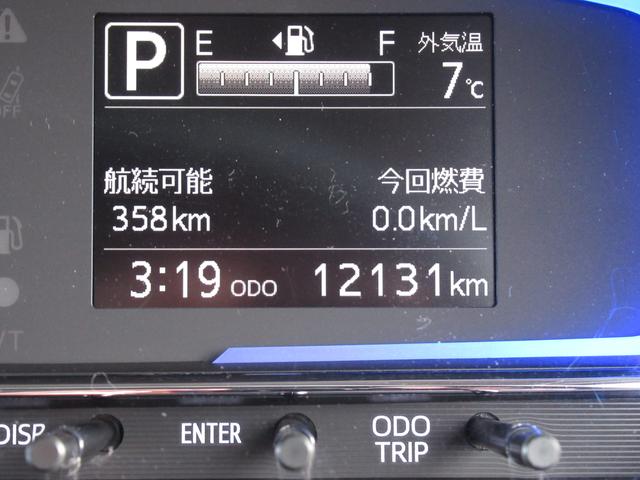 P E F 外気温
7℃
OFF
航続可能 今回燃費
358km 0.0km/L
3:19 ODO 12131km
/T
DISP ENTER ODO
TRIP